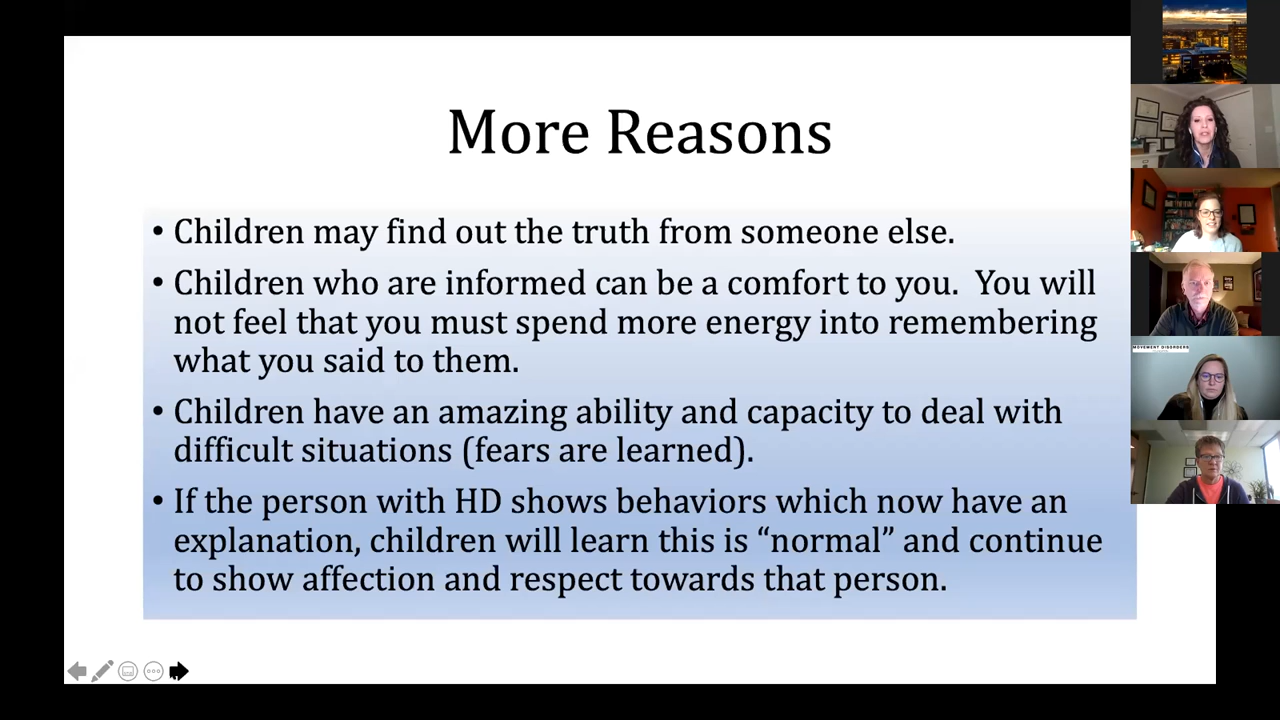 More Reasons
• Children may find out the truth from someone else.
• Children who are informed can be a comfort to you.  You will
not feel that you must spend more energy into remembering
what you said to them.
• Children have an amazing ability and capacity to deal with
difficult situations (fears are learned).
• If the person with HD shows behaviors which now have an
explanation, children will learn this is “normal” and continue
to show affection and respect towards that person.
MOVEMENT DISORDERS